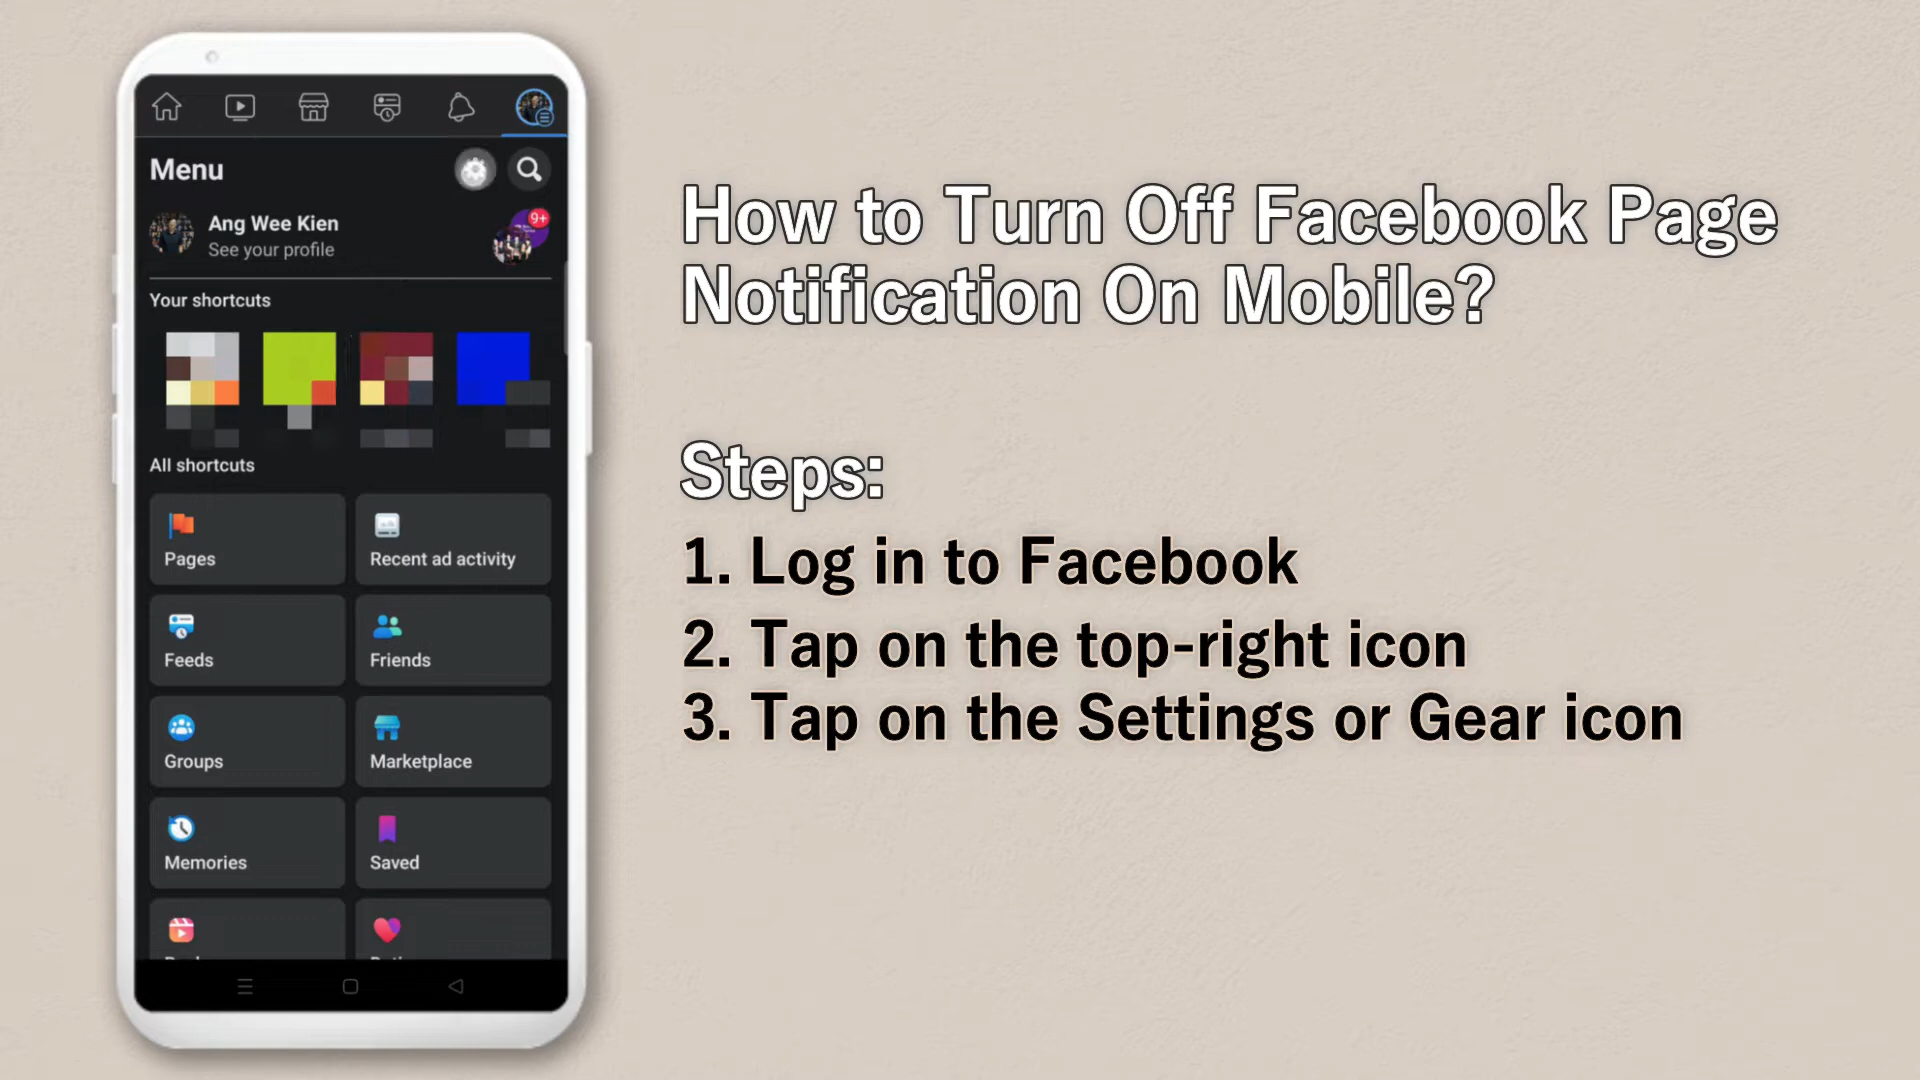 Menu
Ang Wee Kien
See your profile
9+
Your shortcuts
All shortcuts
Pages
Recent ad activity
Feeds
Friends
Groups
Marketplace
Memories
Saved
How to Turn Off Facebook Page
Notification On Mobile?
Steps:
1. Log in to Facebook
2. Tap on the top-right icon
3. Tap on the Settings or Gear icon